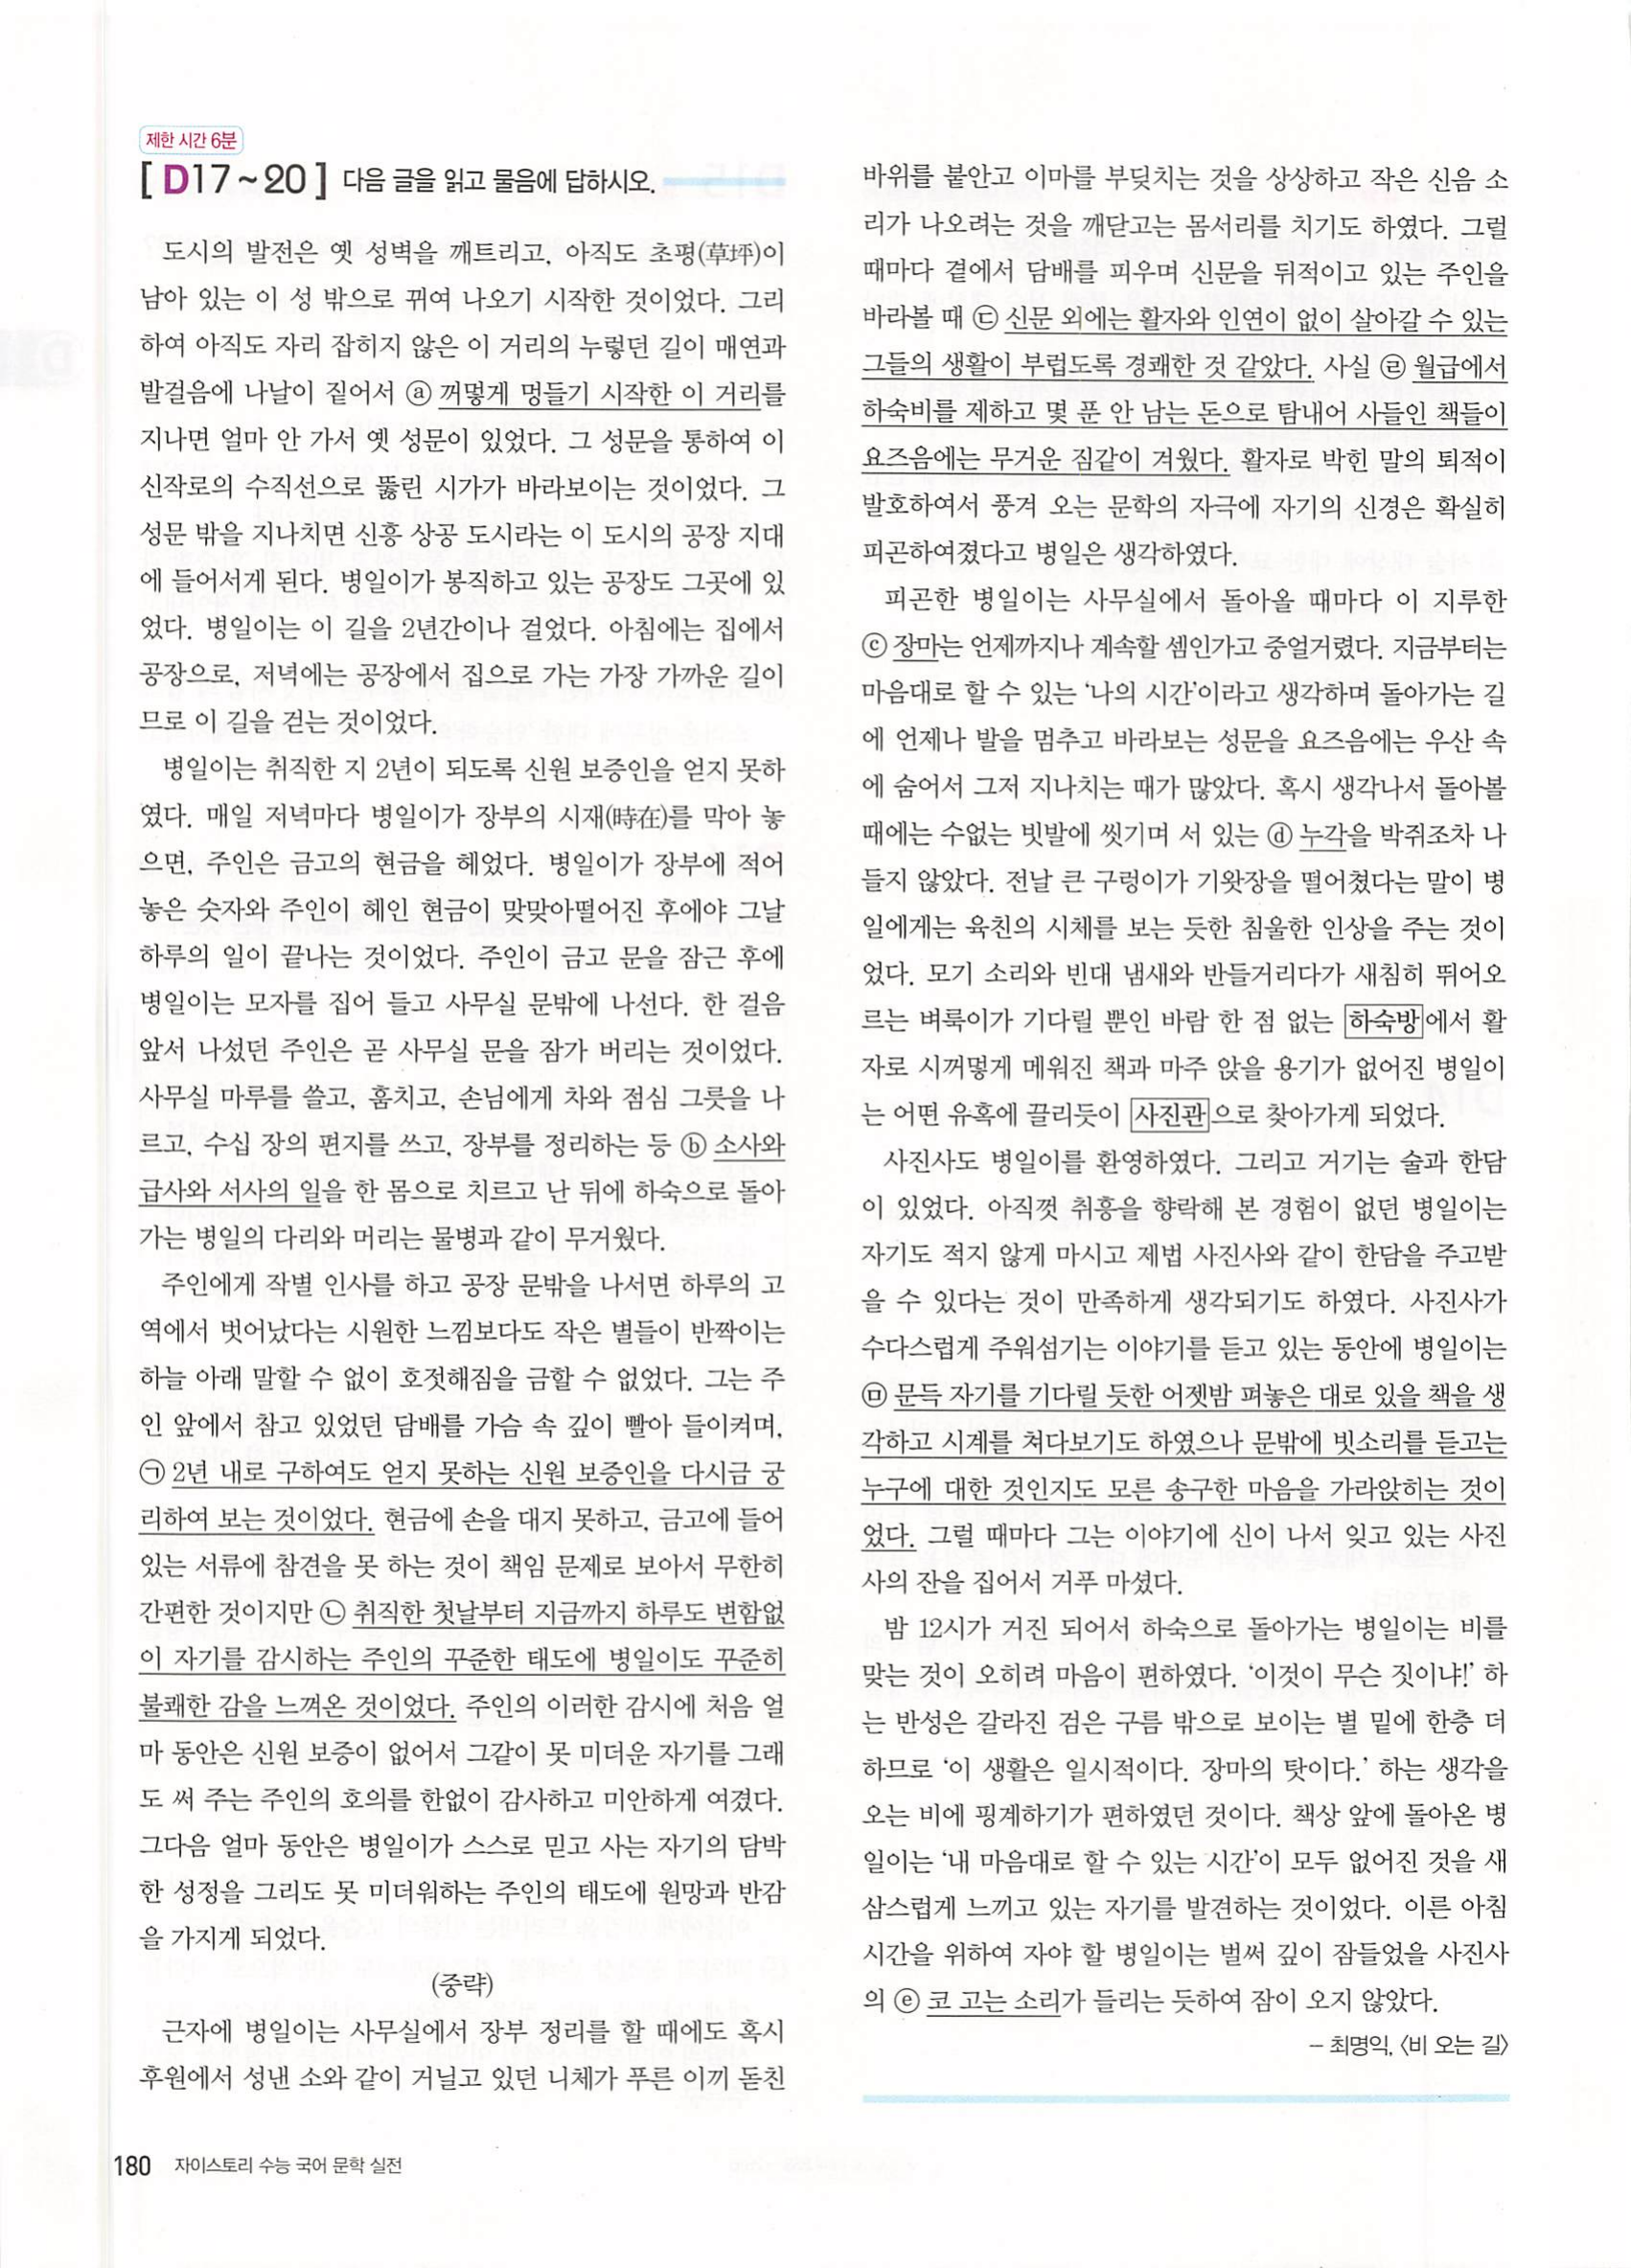 제한 시간 6분
[ D17~20 ] 다음 글을 읽고 물음에 답하시오.
도시의 발전은 옛 성벽을 깨트리고, 아직도 초평(草坪)이
남아 있는 이 성 밖으로 뀌여 나오기 시작한 것이었다. 그리
하여 아직도 자리 잡히지 않은 이 거리의 누렇던 길이 매연과
발걸음에 나날이 짙어서 ⓐ 꺼멓게 멍들기 시작한 이 거리를
지나면 얼마 안 가서 옛 성문이 있었다. 그 성문을 통하여 이
신작로의 수직선으로 뚫린 시가가 바라보이는 것이었다. 그
성문 밖을 지나치면 신흥 상공 도시라는 이 도시의 공장 지대
에 들어서게 된다. 병일이가 봉직하고 있는 공장도 그곳에 있
었다. 병일이는 이 길을 2년간이나 걸었다. 아침에는 집에서
공장으로, 저녁에는 공장에서 집으로 가는 가장 가까운 길이
므로 이 길을 걷는 것이었다.
병일이는 취직한 지 2년이 되도록 신원 보증인을 얻지 못하
였다. 매일 저녁마다 병일이가 장부의 시재(時在)를 막아 놓
으면, 주인은 금고의 현금을 헤었다. 병일이가 장부에 적어
놓은 숫자와 주인이 헤인 현금이 맞맞아떨어진 후에야 그날
하루의 일이 끝나는 것이었다. 주인이 금고 문을 잠근 후에
병일이는 모자를 집어 들고 사무실 문밖에 나선다. 한 걸음
앞서 나섰던 주인은 곧 사무실 문을 잠가 버리는 것이었다.
사무실 마루를 쓸고, 훔치고, 손님에게 차와 점심 그릇을 나
르고, 수십 장의 편지를 쓰고, 장부를 정리하는 등 ⓑ 소사와
급사와 서사의 일을 한 몸으로 치르고 난 뒤에 하숙으로 돌아
가는 병일의 다리와 머리는 물병과 같이 무거웠다.
주인에게 작별 인사를 하고 공장 문밖을 나서면 하루의 고
역에서 벗어났다는 시원한 느낌보다도 작은 별들이 반짝이는
하늘 아래 말할 수 없이 호젓해짐을 금할 수 없었다. 그는 주
인 앞에서 참고 있었던 담배를 가슴 속 깊이 빨아 들이켜며,
㉠ 2년 내로 구하여도 얻지 못하는 신원 보증인을 다시금 궁
리하여 보는 것이었다. 현금에 손을 대지 못하고, 금고에 들어
있는 서류에 참견을 못 하는 것이 책임 문제로 보아서 무한히
간편한 것이지만 ㉡ 취직한 첫날부터 지금까지 하루도 변함없
이 자기를 감시하는 주인의 꾸준한 태도에 병일이도 꾸준히
불쾌한 감을 느껴온 것이었다. 주인의 이러한 감시에 처음 얼
마 동안은 신원 보증이 없어서 그같이 못 미더운 자기를 그래
도 써 주는 주인의 호의를 한없이 감사하고 미안하게 여겼다.
그다음 얼마 동안은 병일이가 스스로 믿고 사는 자기의 담박
한 성정을 그리도 못 미더워하는 주인의 태도에 원망과 반감
을 가지게 되었다.
(중략)
근자에 병일이는 사무실에서 장부 정리를 할 때에도 혹시
후원에서 성낸 소와 같이 거닐고 있던 니체가 푸른 이끼 돋친
바위를 붙안고 이마를 부딪치는 것을 상상하고 작은 신음 소
리가 나오려는 것을 깨닫고는 몸서리를 치기도 하였다. 그럴
때마다 곁에서 담배를 피우며 신문을 뒤적이고 있는 주인을
바라볼 때 ㉢ 신문 외에는 활자와 인연이 없이 살아갈 수 있는
그들의 생활이 부럽도록 경쾌한 것 같았다. 사실 ㉣ 월급에서
하숙비를 제하고 몇 푼 안 남는 돈으로 탐내어 사들인 책들이
요즈음에는 무거운 짐같이 겨웠다. 활자로 박힌 말의 퇴적이
발호하여서 풍겨 오는 문학의 자극에 자기의 신경은 확실히
피곤하여졌다고 병일은 생각하였다.
피곤한 병일이는 사무실에서 돌아올 때마다 이 지루한
ⓒ 장마는 언제까지나 계속할 셈인가고 중얼거렸다. 지금부터는
마음대로 할 수 있는 ‘나의 시간’이라고 생각하며 돌아가는 길
에 언제나 발을 멈추고 바라보는 성문을 요즈음에는 우산 속
에 숨어서 그저 지나치는 때가 많았다. 혹시 생각나서 돌아볼
때에는 수없는 빗발에 씻기며 서 있는 ⓓ 누각을 박쥐조차 나
들지 않았다. 전날 큰 구렁이가 기왓장을 떨어쳤다는 말이 병
일에게는 육친의 시체를 보는 듯한 침울한 인상을 주는 것이
었다. 모기 소리와 빈대 냄새와 반들거리다가 새침히 뛰어오
르는 벼룩이가 기다릴 뿐인 바람 한 점 없는 하숙방에서 활
자로 시꺼멓게 메워진 책과 마주 앉을 용기가 없어진 병일이
는 어떤 유혹에 끌리듯이 사진관으로 찾아가게 되었다.
사진사도 병일이를 환영하였다. 그리고 거기는 술과 한담
이 있었다. 아직껏 취흥을 향락해 본 경험이 없던 병일이는
자기도 적지 않게 마시고 제법 사진사와 같이 한담을 주고받
을 수 있다는 것이 만족하게 생각되기도 하였다. 사진사가
수다스럽게 주워섬기는 이야기를 듣고 있는 동안에 병일이는
㉤ 문득 자기를 기다릴 듯한 어젯밤 펴놓은 대로 있을 책을 생
각하고 시계를 쳐다보기도 하였으나 문밖에 빗소리를 듣고는
누구에 대한 것인지도 모른 송구한 마음을 가라앉히는 것이
었다. 그럴 때마다 그는 이야기에 신이 나서 잊고 있는 사진
사의 잔을 집어서 거푸 마셨다.
밤 12시가 거진 되어서 하숙으로 돌아가는 병일이는 비를
맞는 것이 오히려 마음이 편하였다. ‘이것이 무슨 짓이냐!’ 하
는 반성은 갈라진 검은 구름 밖으로 보이는 별 밑에 한층 더
하므로 ‘이 생활은 일시적이다. 장마의 탓이다.’ 하는 생각을
오는 비에 핑계하기가 편하였던 것이다. 책상 앞에 돌아온 병
일이는 ‘내 마음대로 할 수 있는 시간’이 모두 없어진 것을 새
삼스럽게 느끼고 있는 자기를 발견하는 것이었다. 이른 아침
시간을 위하여 자야 할 병일이는 벌써 깊이 잠들었을 사진사
의 ⓔ 코 고는 소리가 들리는 듯하여 잠이 오지 않았다.
– 최명익, 〈비 오는 길〉
180 자이스토리 수능 국어 문학 실전